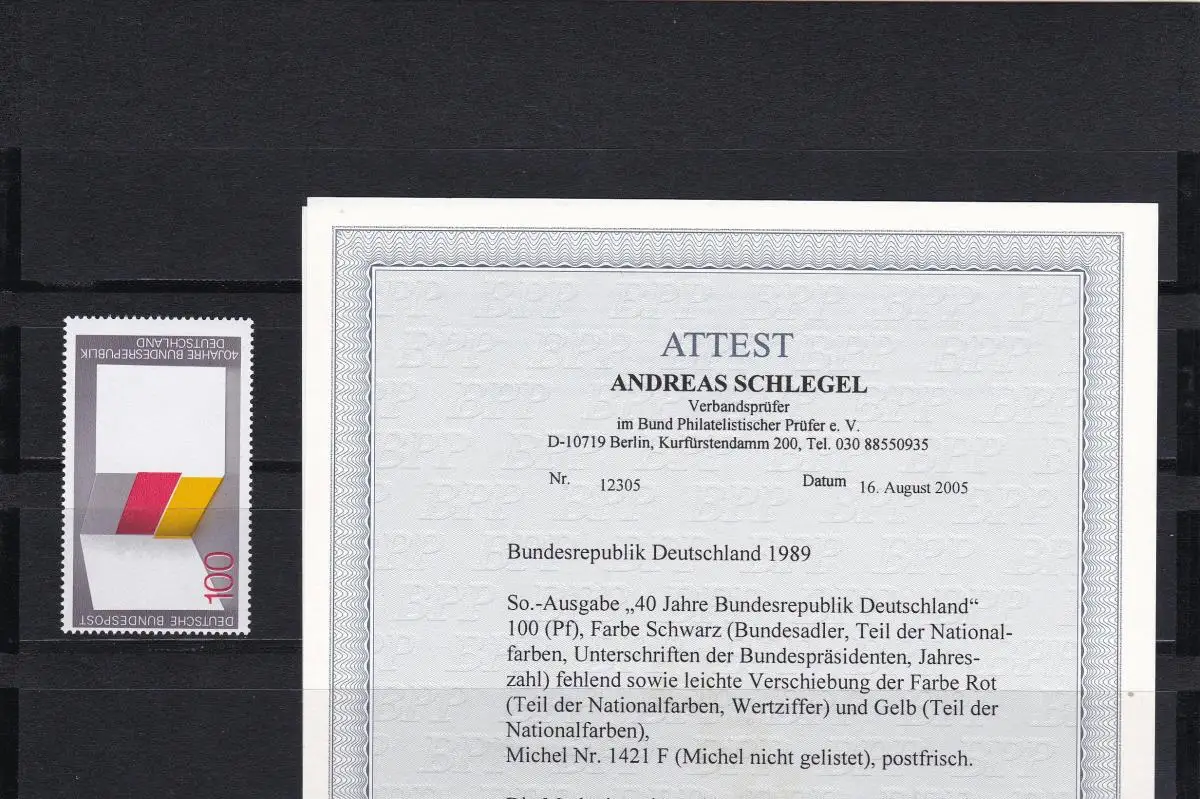 40 JAHRE BUNDESREPUBLIK
DEUTSCHLAND
100
DEUTSCHE BUNDESPOST
ATTEST
ANDREAS SCHLEGEL
Verbandsprüfer
im Bund Philatelistischer Prüfer e. V.
D-10719 Berlin, Kurfürstendamm 200, Tel. 030 88550935
Nr. 12305 Datum 16. August 2005
Bundesrepublik Deutschland 1989
So.-Ausgabe „40 Jahre Bundesrepublik Deutschland“
100 (Pf), Farbe Schwarz (Bundesadler, Teil der National-
farben, Unterschriften der Bundespräsidenten, Jahres-
zahl) fehlend sowie leichte Verschiebung der Farbe Rot
(Teil der Nationalfarben, Wertziffer) und Gelb (Teil der
Nationalfarben),
Michel Nr. 1421 F (Michel nicht gelistet), postfrisch.